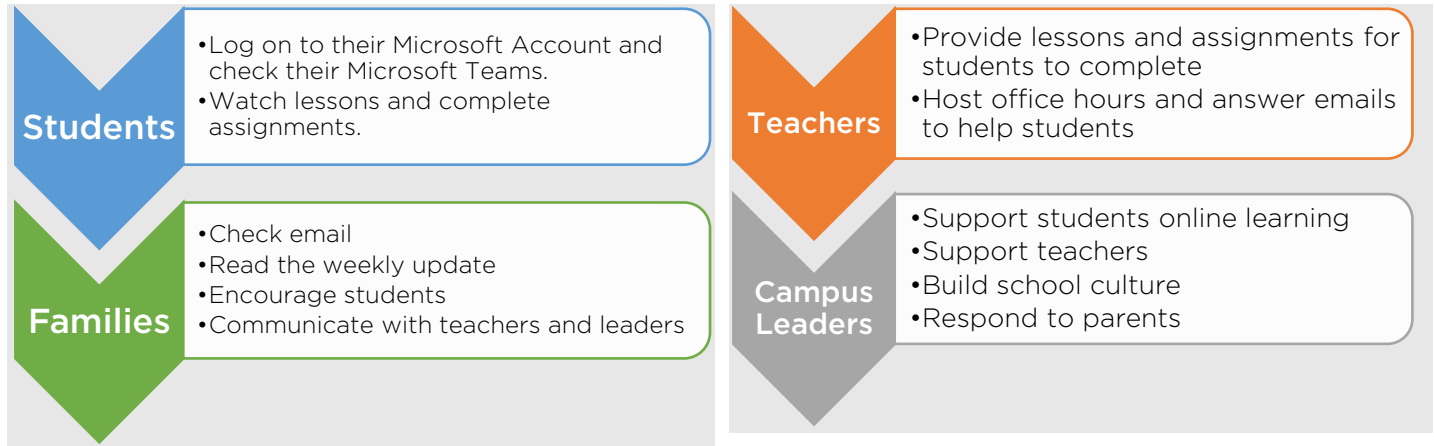 Students
•Log on to their Microsoft Account and
check their Microsoft Teams.
•Watch lessons and complete
assignments.
Families
•Check email
•Read the weekly update
•Encourage students
•Communicate with teachers and leaders
Teachers
•Provide lessons and assignments for
students to complete
•Host office hours and answer emails
to help students
Campus
Leaders
•Support students online learning
•Support teachers
•Build school culture
•Respond to parents